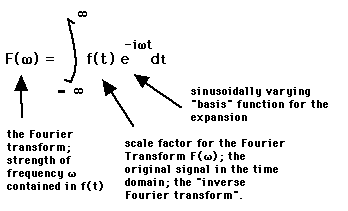 ∞
F(ω) = ∫ f(t) e^-iωt dt
-∞
sinusoidally varying
"basis" function for the
expansion
the Fourier
transform;
strength of
frequency ω
contained in f(t)
scale factor for the Fourier
Transform F(ω); the
original signal in the time
domain; the "inverse
Fourier transform".